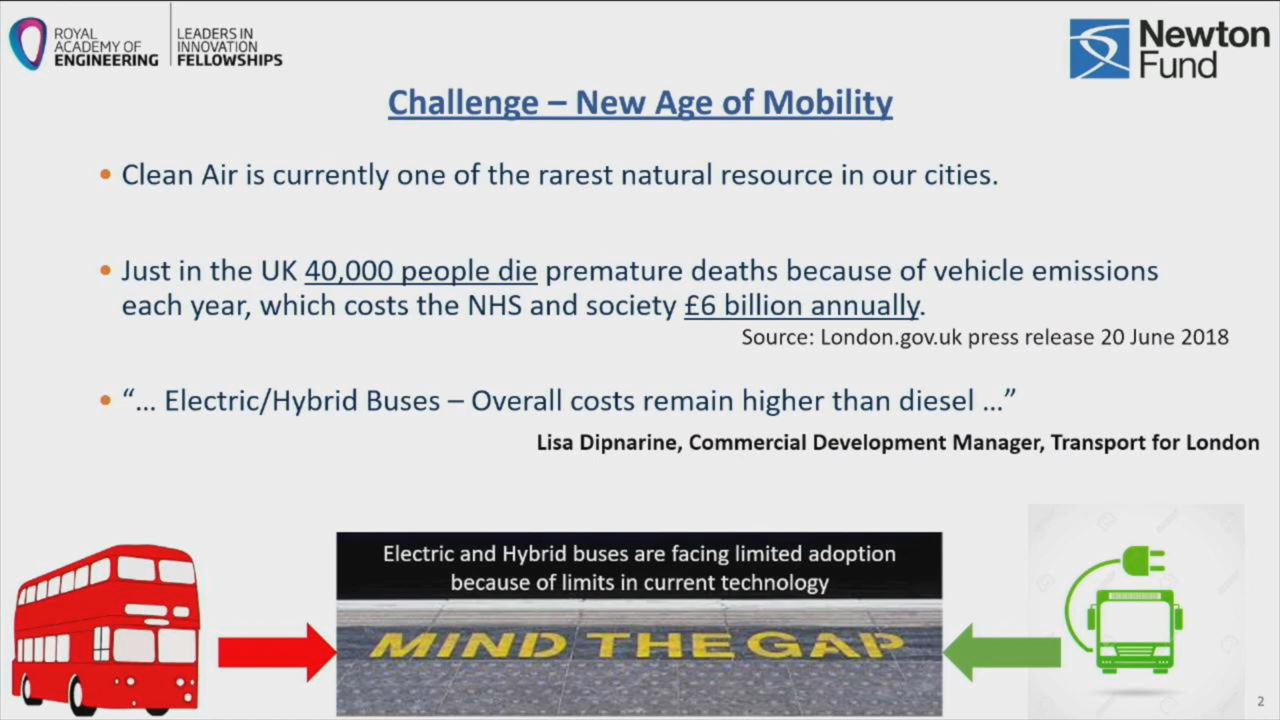 ROYAL
ACADEMY OF
ENGINEERING
LEADERS IN
INNOVATION
FELLOWSHIPS
Newton
Fund
Challenge – New Age of Mobility
• Clean Air is currently one of the rarest natural resource in our cities.
• Just in the UK 40,000 people die premature deaths because of vehicle emissions
each year, which costs the NHS and society £6 billion annually.
Source: London.gov.uk press release 20 June 2018
• “... Electric/Hybrid Buses – Overall costs remain higher than diesel ...”
Lisa Dipnarine, Commercial Development Manager, Transport for London
Electric and Hybrid buses are facing limited adoption
because of limits in current technology
MIND THE GAP
2